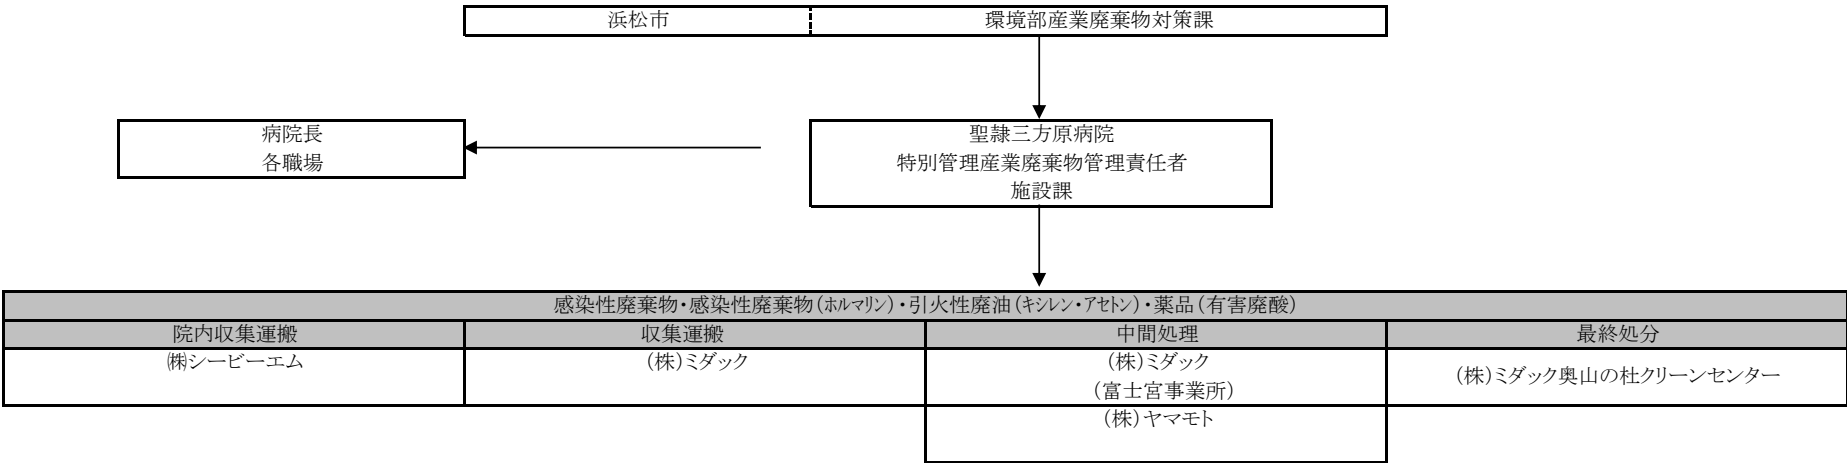 浜松市 環境部産業廃棄物対策課
病院長
各職場
聖隷三方原病院
特別管理産業廃棄物管理責任者
施設課
感染性廃棄物・感染性廃棄物（ﾎﾙﾏﾘﾝ）・引火性廃油（ｷｼﾚﾝ・ｱｾﾄﾝ）・薬品（有害廃酸）
院内収集運搬 収集運搬 中間処理 最終処分
㈱シービーエム
（株）ミダック
（株）ミダック
（富士宮事業所）
（株）ミダック奥山の杜クリーンセンター
（株）ヤマモト